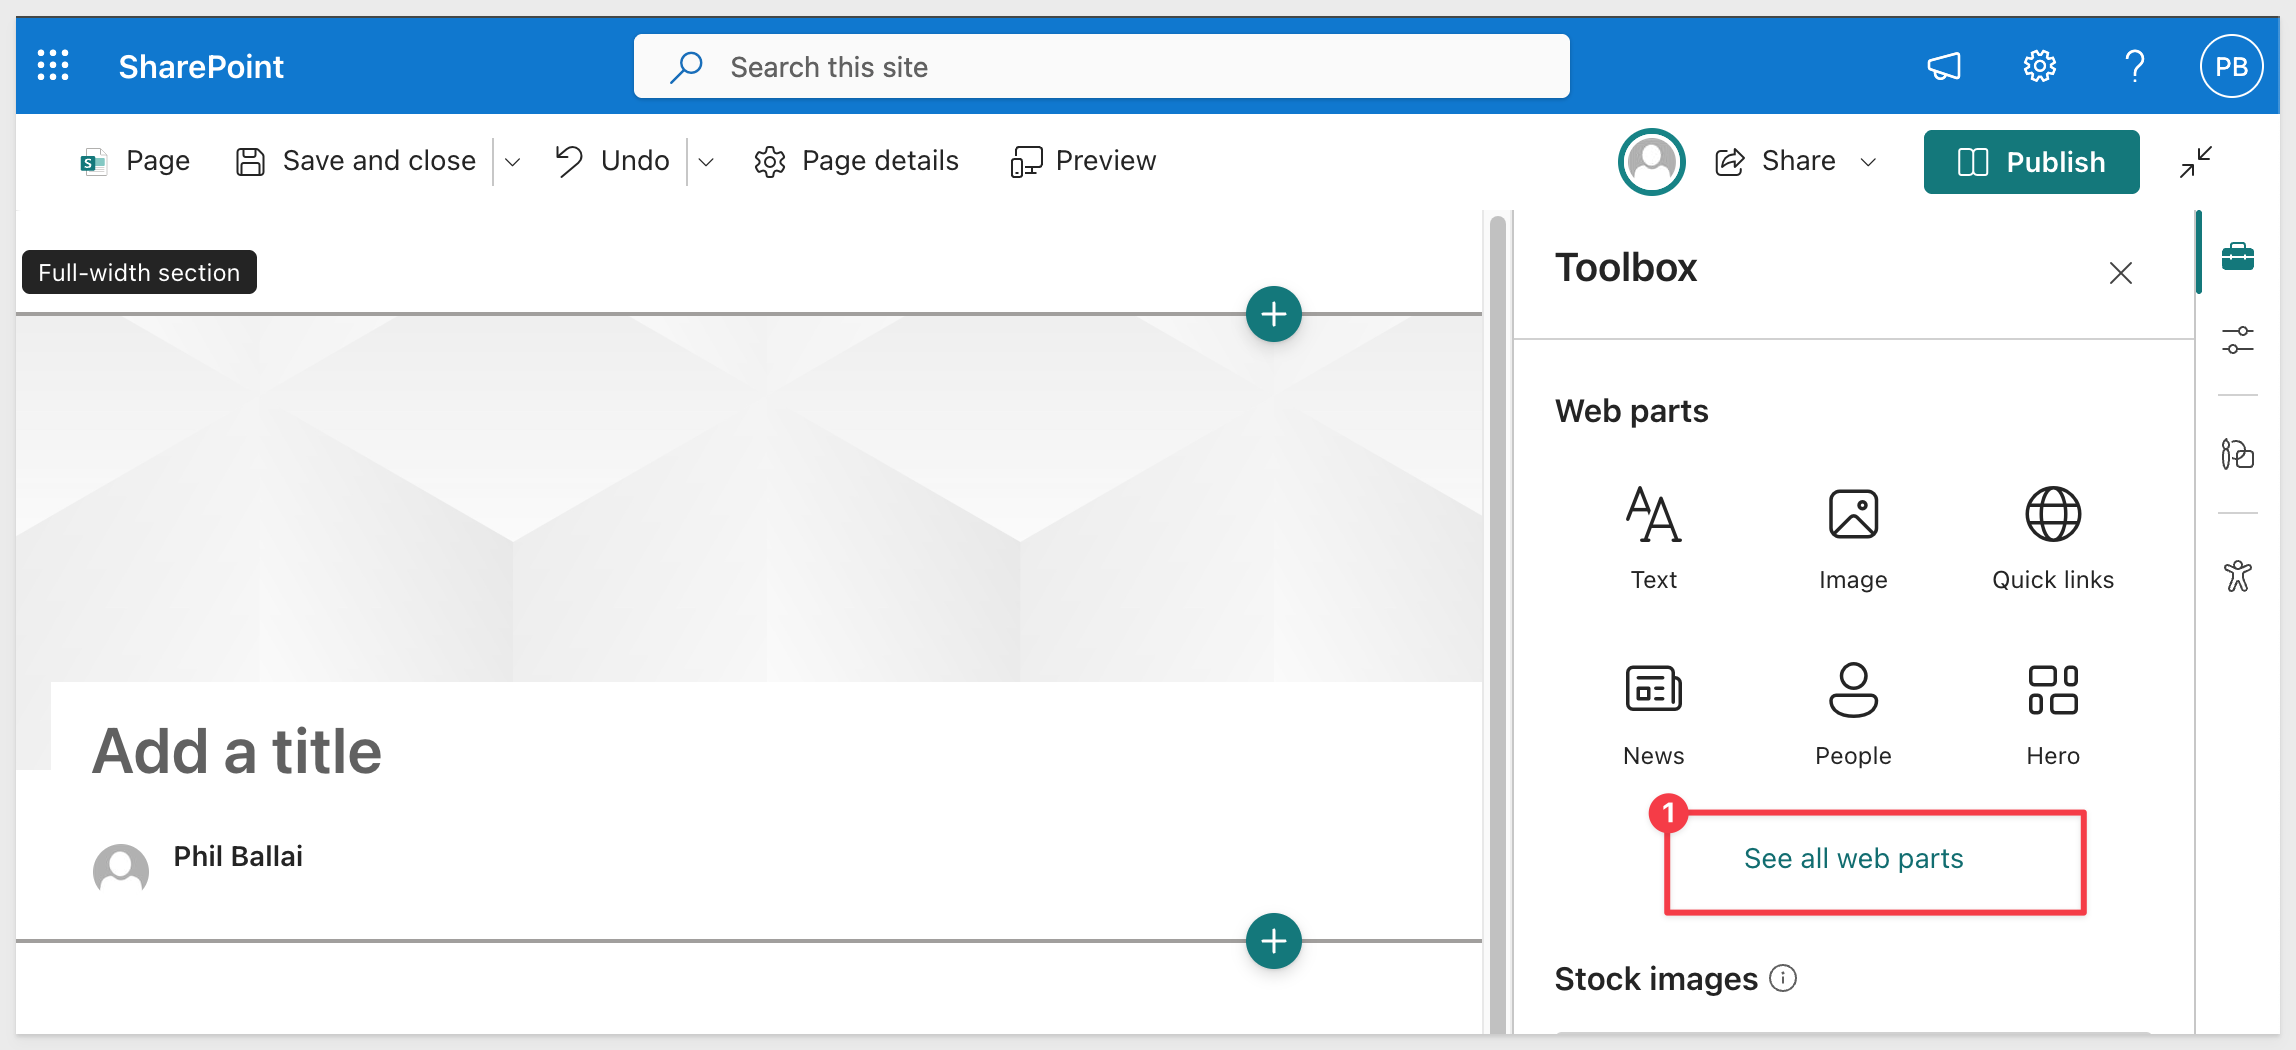 SharePoint
Search this site
PB
Page
Save and close
Undo
Page details
Preview
Share
Publish
Full-width section
Add a title
Phil Ballai
Toolbox
Web parts
Text
Image
Quick links
News
People
Hero
1
See all web parts
Stock images